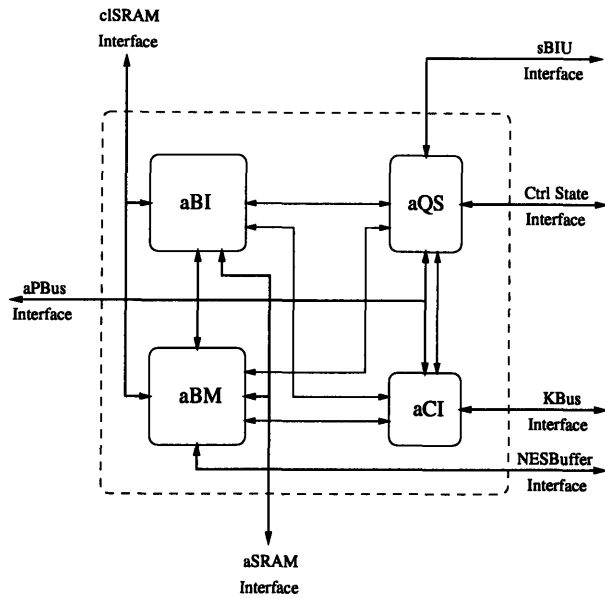 clSRAM
Interface
sBIU
Interface
aBI
aQS
Ctrl State
Interface
aPBus
Interface
aBM
aCI
KBus
Interface
NESBuffer
Interface
aSRAM
Interface